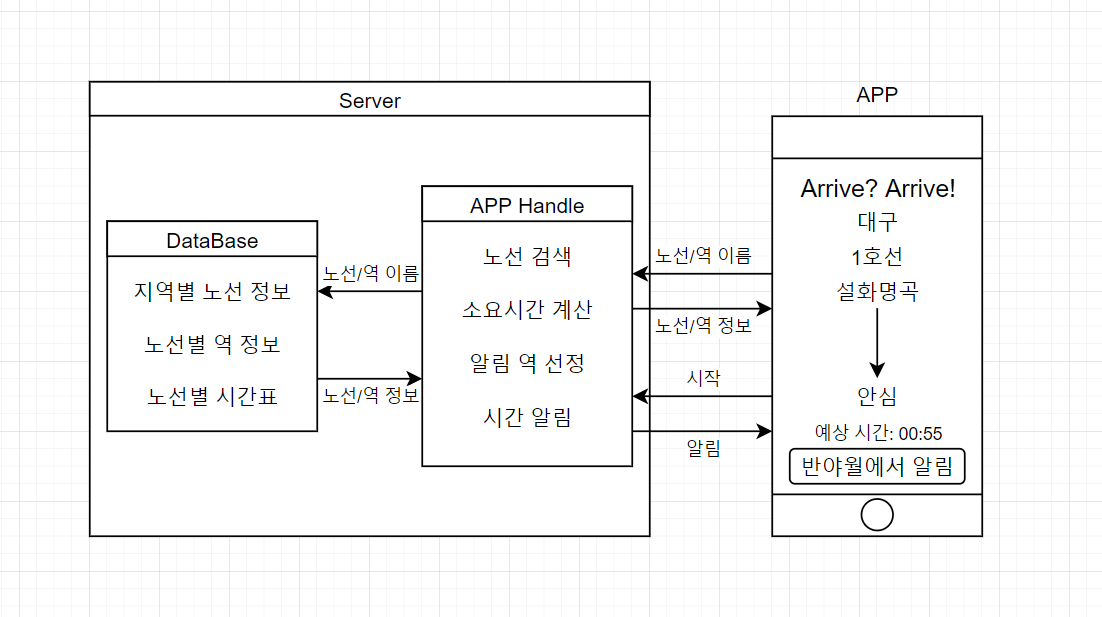 Server
DataBase
지역별 노선 정보
노선별 역 정보
노선별 시간표
노선/역 이름
노선/역 정보
APP Handle
노선 검색
소요시간 계산
알림 역 선정
시간 알림
노선/역 이름
노선/역 정보
시작
알림
APP
Arrive? Arrive!
대구
1호선
설화명곡
안심
예상 시간: 00:55
반야월에서 알림